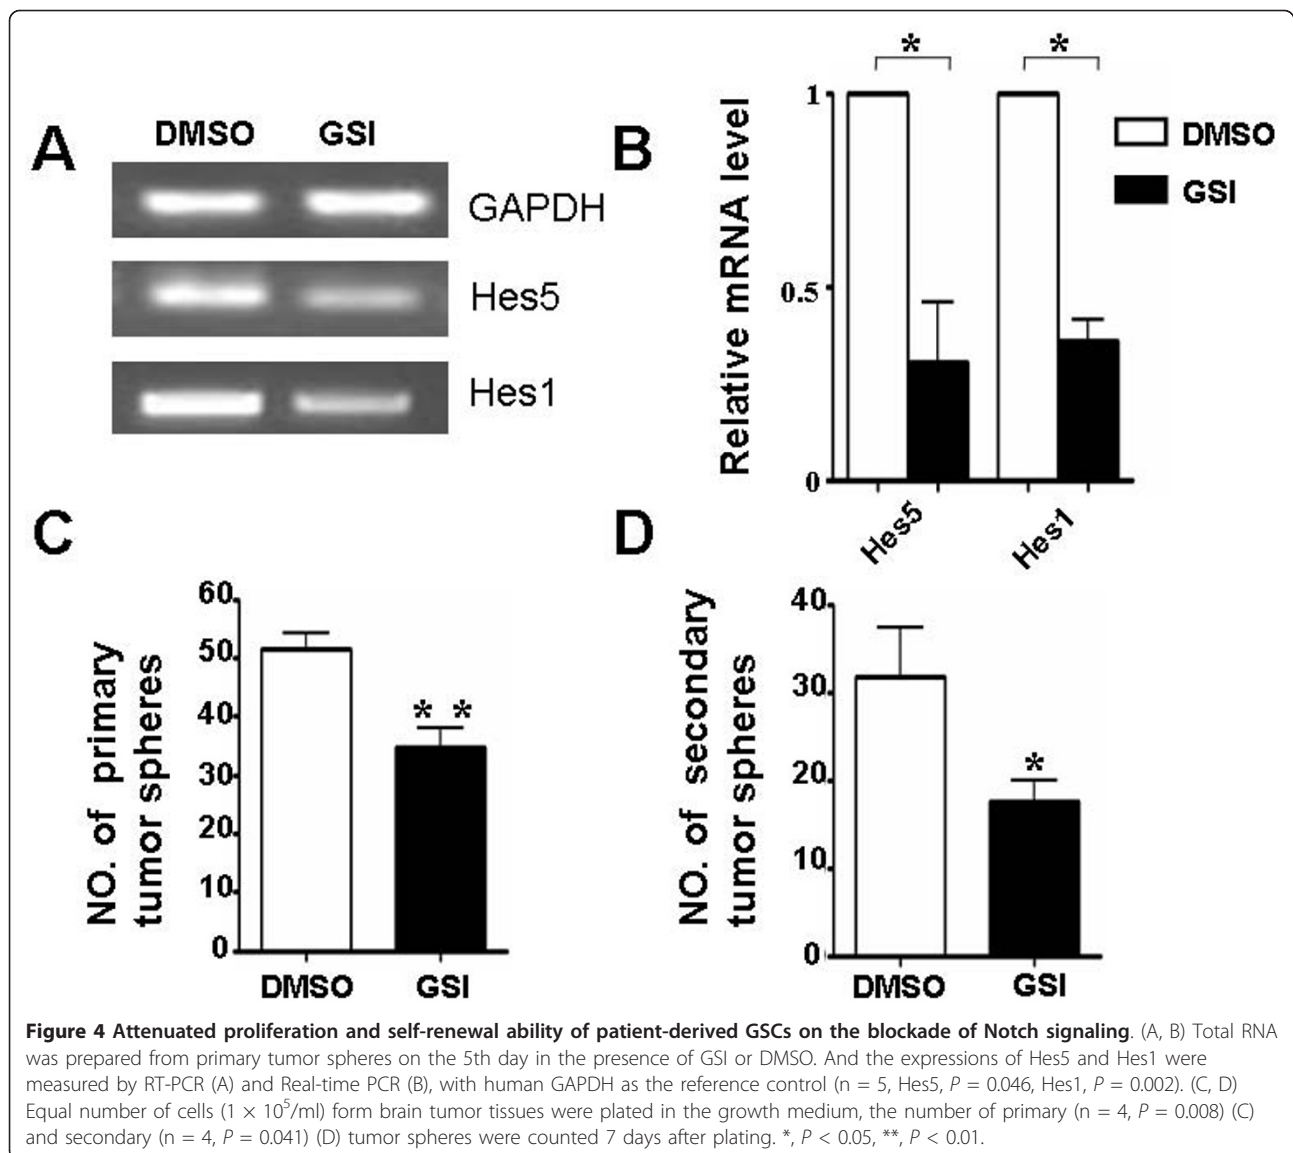 A
DMSO GSI
GAPDH
Hes5
Hes1
B
Relative mRNA level
1
0.5
0
* *
DMSO
GSI
Hes5 Hes1
C
NO. of primary
tumor spheres
60
50
40
30
20
10
0
* *
DMSO GSI
D
NO. of secondary
tumor spheres
40
30
20
10
0
*
DMSO GSI
Figure 4 Attenuated proliferation and self-renewal ability of patient-derived GSCs on the blockade of Notch signaling. (A, B) Total RNA
was prepared from primary tumor spheres on the 5th day in the presence of GSI or DMSO. And the expressions of Hes5 and Hes1 were
measured by RT-PCR (A) and Real-time PCR (B), with human GAPDH as the reference control (n = 5, Hes5, P = 0.046, Hes1, P = 0.002). (C, D)
Equal number of cells (1 × 10⁵/ml) form brain tumor tissues were plated in the growth medium, the number of primary (n = 4, P = 0.008) (C)
and secondary (n = 4, P = 0.041) (D) tumor spheres were counted 7 days after plating. *, P < 0.05, **, P < 0.01.